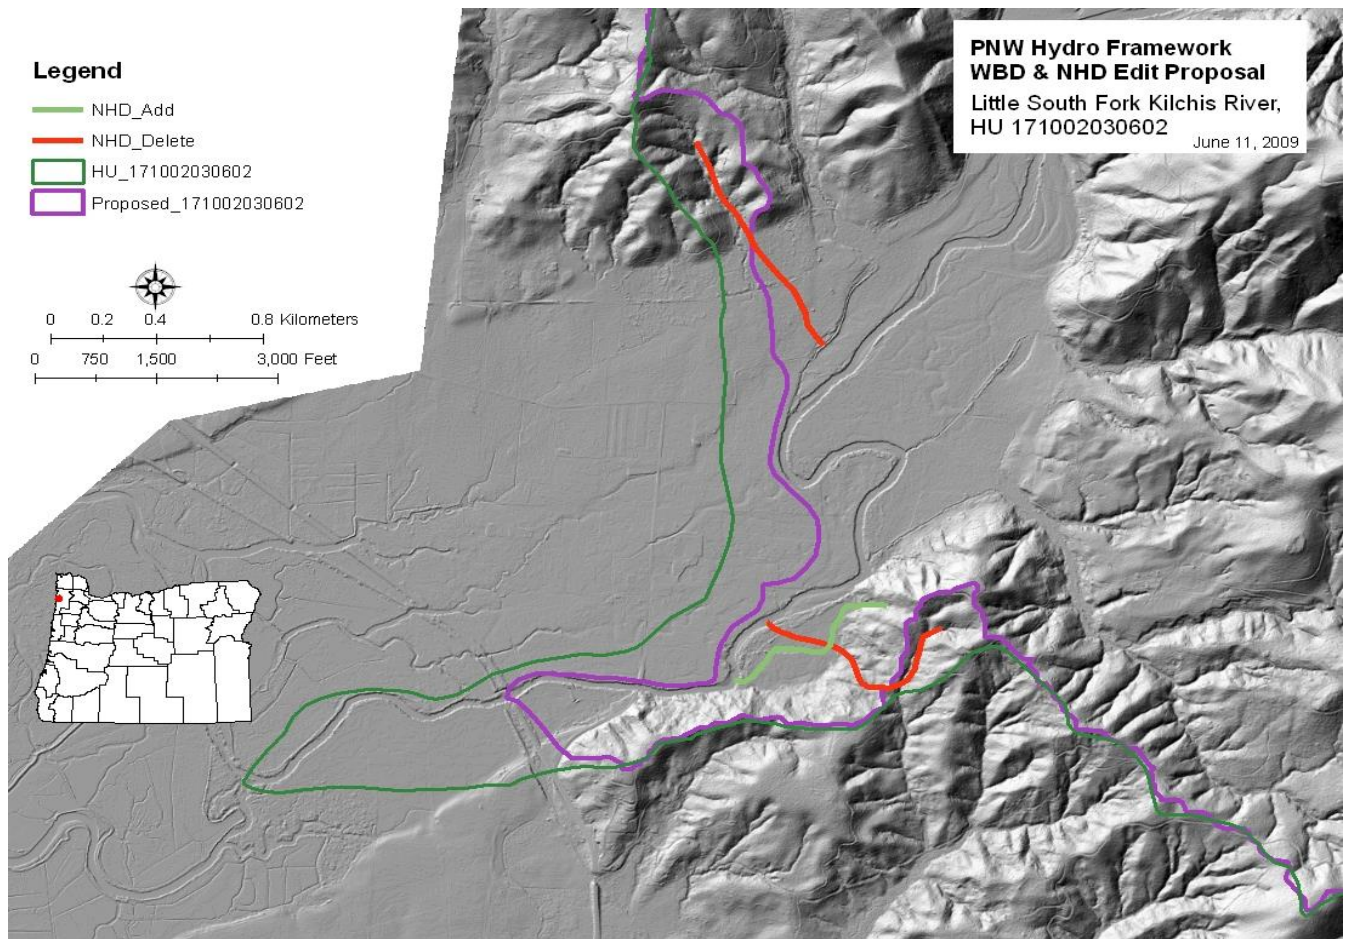 Legend
NHD_Add
NHD_Delete
HU_171002030602
Proposed_171002030602
0 0.2 0.4 0.8 Kilometers
0 750 1,500 3,000 Feet
PNW Hydro Framework
WBD & NHD Edit Proposal
Little South Fork Kilchis River,
HU 171002030602
June 11, 2009